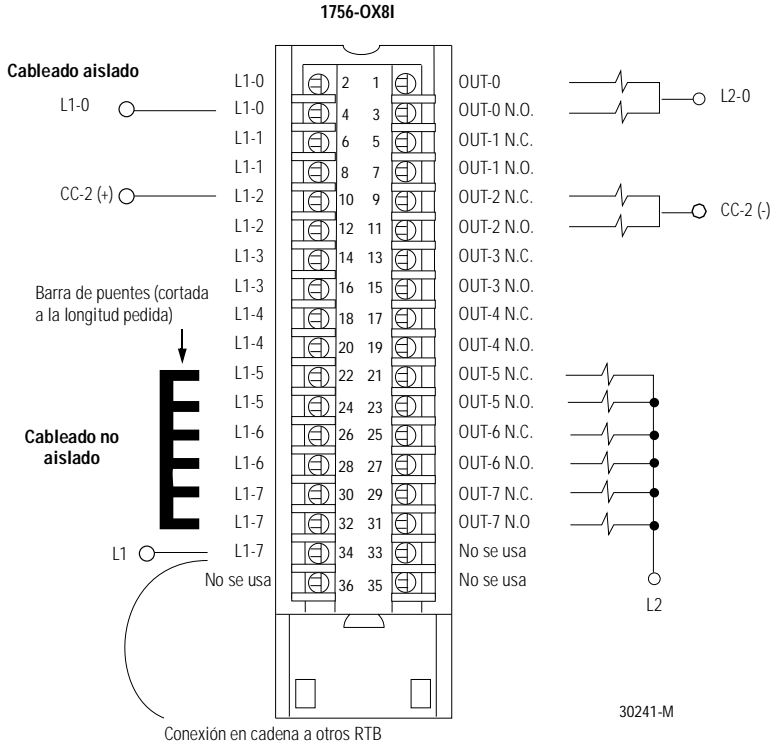 1756-OX8I
Cableado aislado
L1-0 2 1 OUT-0
L1-0 L1-0 4 3 OUT-0 N.O. L2-0
L1-1 6 5 OUT-1 N.C.
L1-1 8 7 OUT-1 N.O.
CC-2 (+) L1-2 10 9 OUT-2 N.C.
L1-2 12 11 OUT-2 N.O. CC-2 (-)
L1-3 14 13 OUT-3 N.C.
L1-3 16 15 OUT-3 N.O.
Barra de puentes (cortada
a la longitud pedida)
L1-4 18 17 OUT-4 N.C.
L1-4 20 19 OUT-4 N.O.
L1-5 22 21 OUT-5 N.C.
L1-5 24 23 OUT-5 N.O.
Cableado no
aislado
L1-6 26 25 OUT-6 N.C.
L1-6 28 27 OUT-6 N.O.
L1-7 30 29 OUT-7 N.C.
L1-7 32 31 OUT-7 N.O
L1 L1-7 34 33 No se usa
No se usa 36 35 No se usa
L2
30241-M
Conexión en cadena a otros RTB